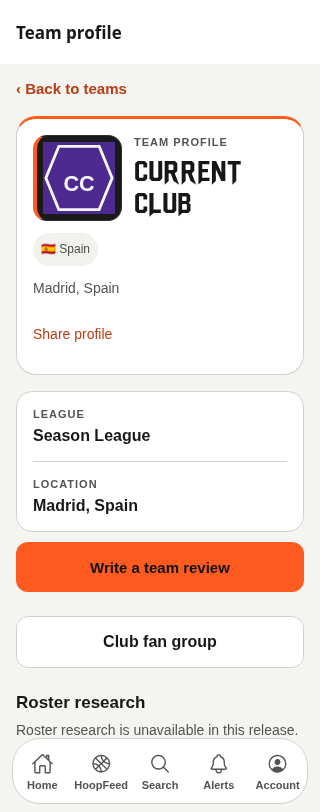 Team profile
‹ Back to teams
CC
TEAM PROFILE
CURRENT
CLUB
🇪🇸 Spain
Madrid, Spain
Share profile
LEAGUE
Season League
LOCATION
Madrid, Spain
Write a team review
Club fan group
Roster research
Roster research is unavailable in this release.
Home HoopFeed Search Alerts Account